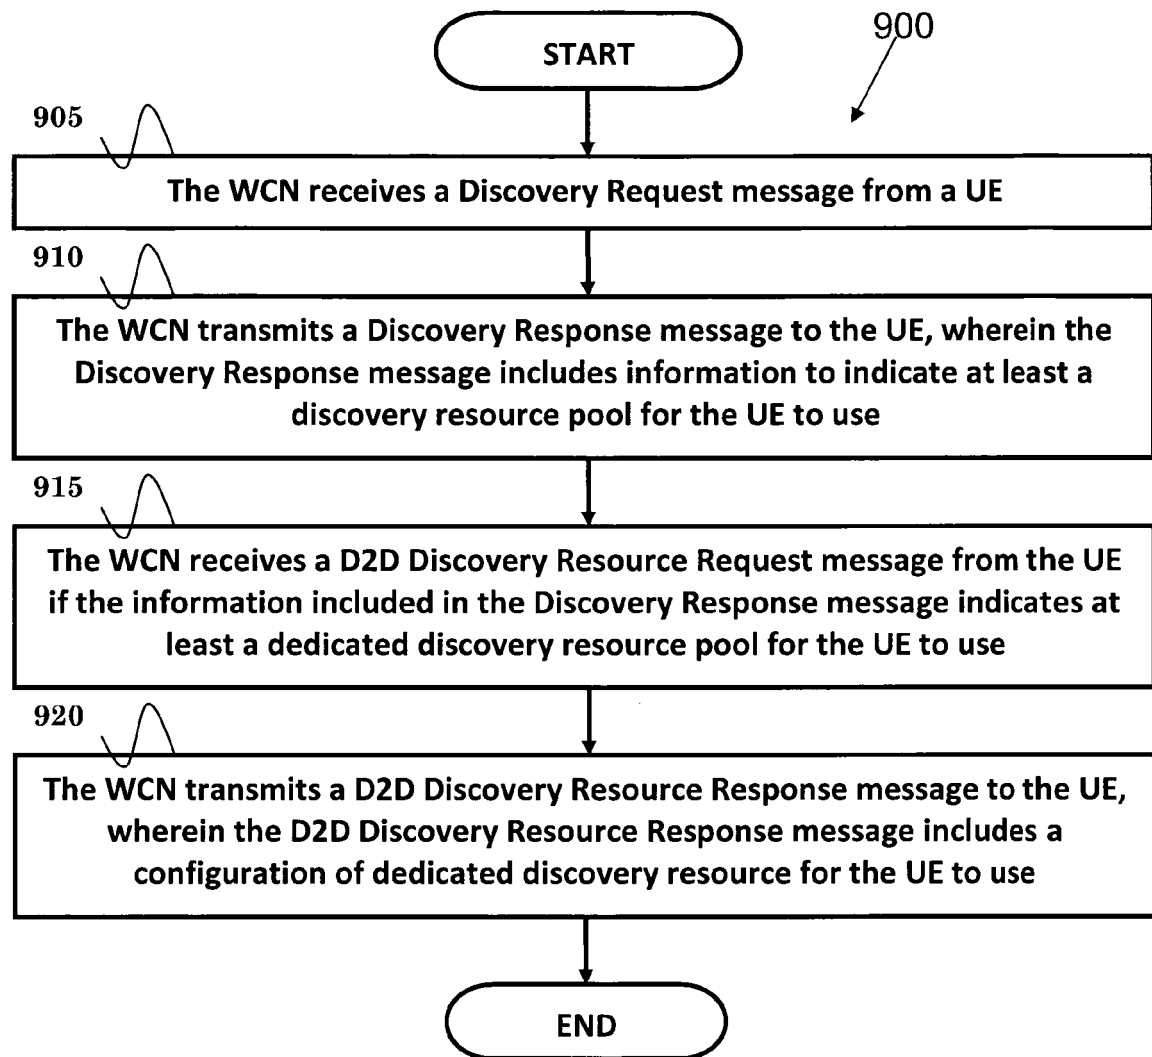 900
START
905
The WCN receives a Discovery Request message from a UE
910
The WCN transmits a Discovery Response message to the UE, wherein the
Discovery Response message includes information to indicate at least a
discovery resource pool for the UE to use
915
The WCN receives a D2D Discovery Resource Request message from the UE
if the information included in the Discovery Response message indicates at
least a dedicated discovery resource pool for the UE to use
920
The WCN transmits a D2D Discovery Resource Response message to the UE,
wherein the D2D Discovery Resource Response message includes a
configuration of dedicated discovery resource for the UE to use
END